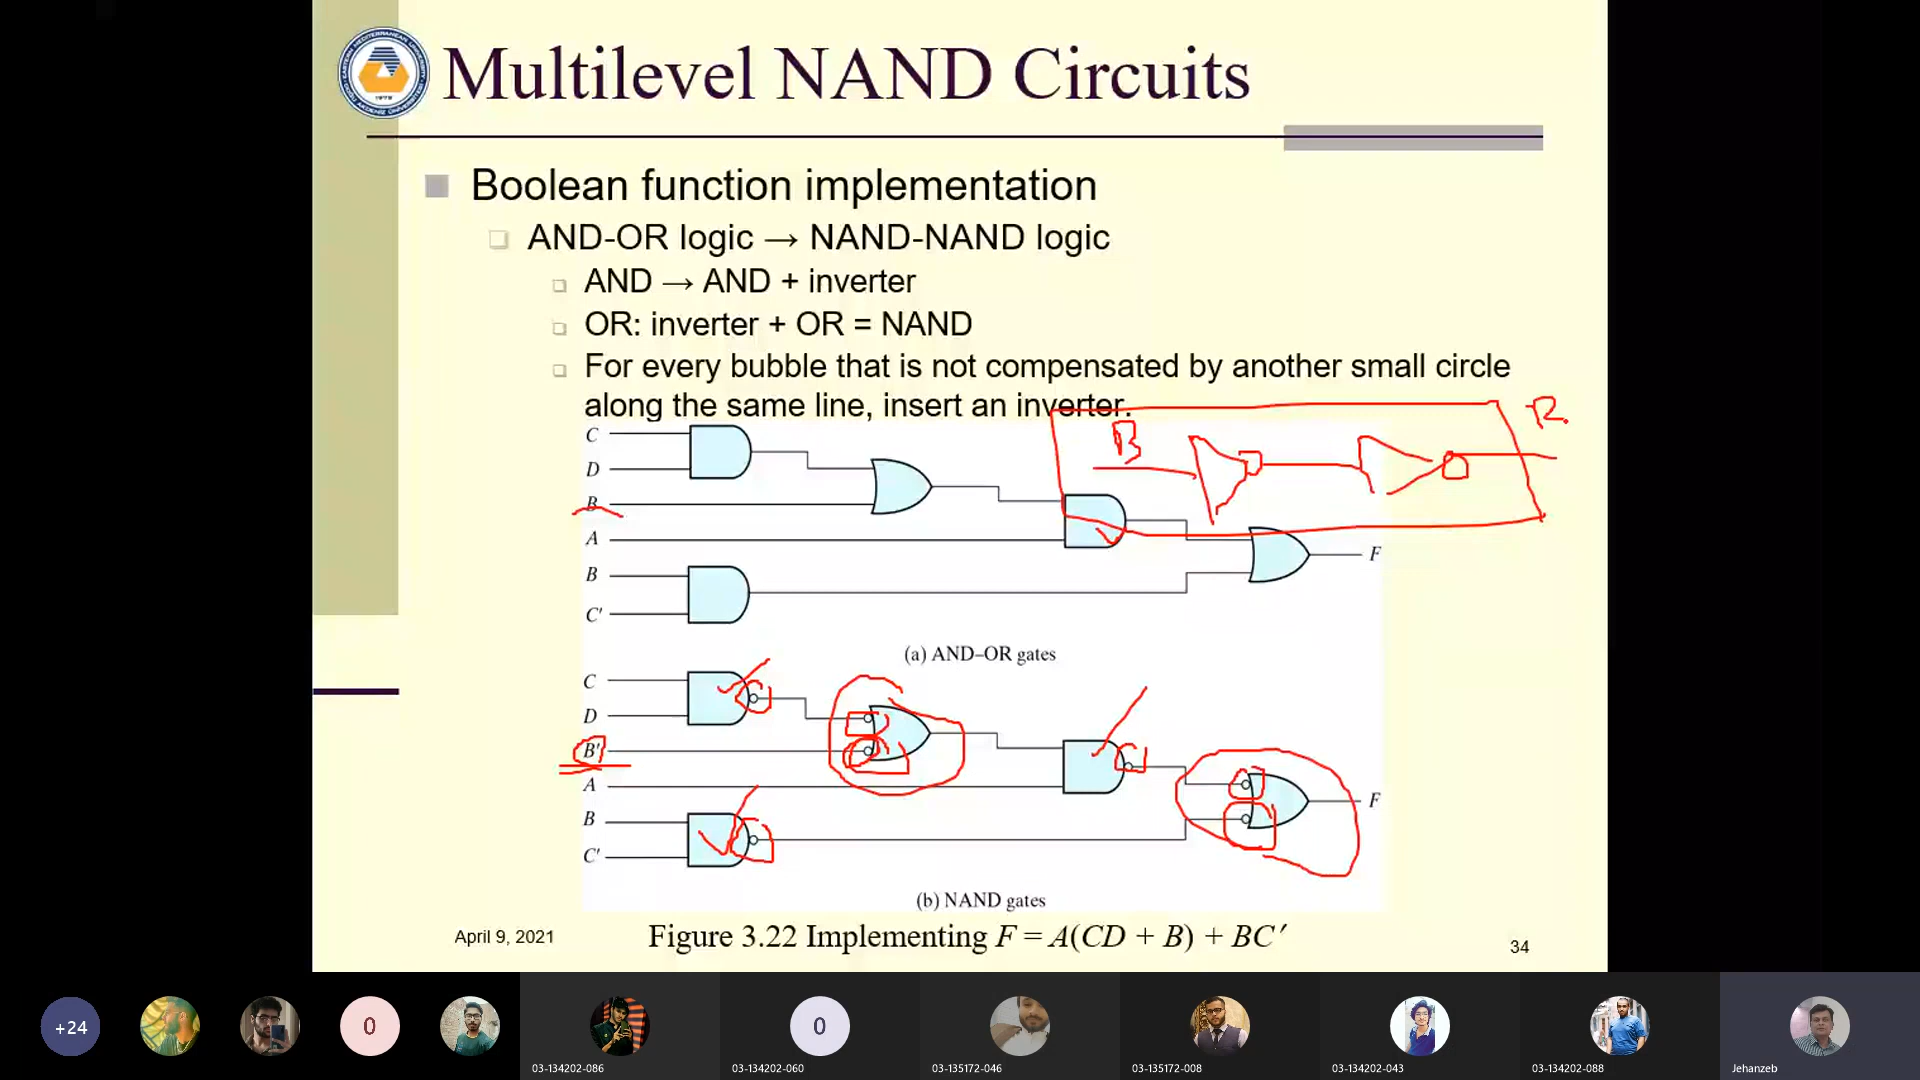 Multilevel NAND Circuits
Boolean function implementation
AND-OR logic → NAND-NAND logic
AND → AND + inverter
OR: inverter + OR = NAND
For every bubble that is not compensated by another small circle
along the same line, insert an inverter.
B
C
D
B
A
B
C'
F
(a) AND–OR gates
C
D
B'
A
B
C'
F
(b) NAND gates
April 9, 2021
Figure 3.22 Implementing F = A(CD + B) + BC′
34
+24
0
0
03-134202-086
03-134202-060
03-135172-046
03-135172-008
03-134202-043
03-134202-088
Jehanzeb